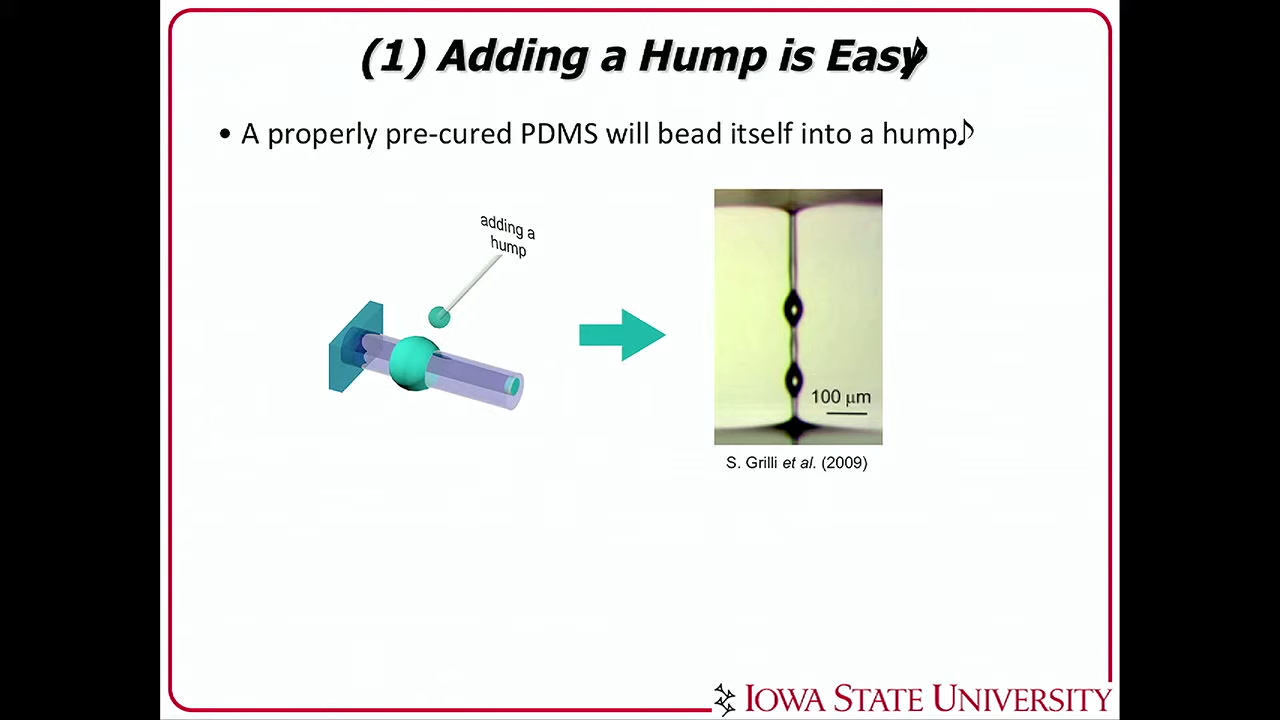 (1) Adding a Hump is Easy♪
• A properly pre-cured PDMS will bead itself into a hump♪
adding a
hump
100 μm
S. Grilli et al. (2009)
IOWA STATE UNIVERSITY